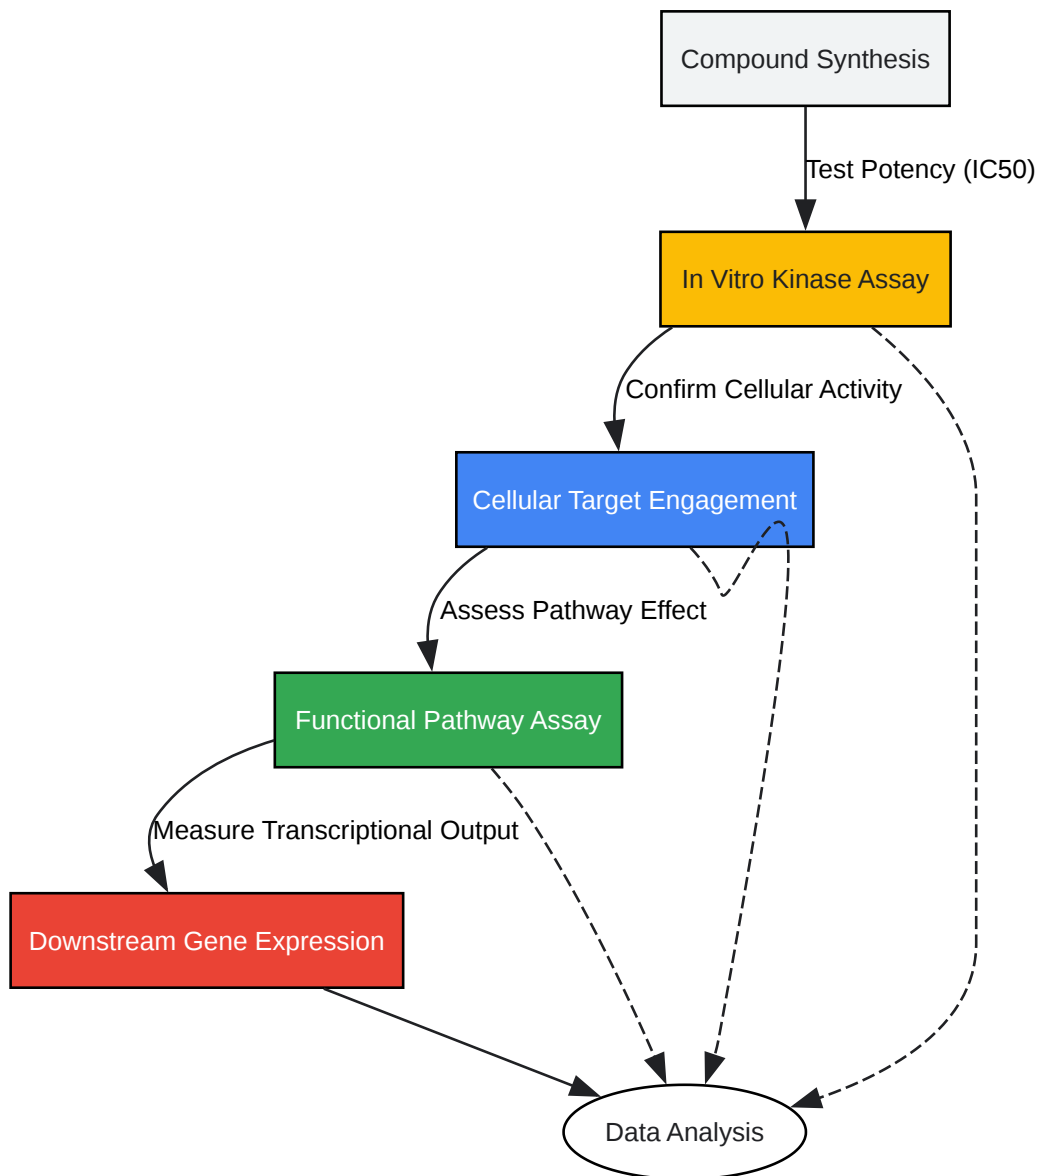 Compound Synthesis
Test Potency (IC50)
In Vitro Kinase Assay
Confirm Cellular Activity
Cellular Target Engagement
Assess Pathway Effect
Functional Pathway Assay
Measure Transcriptional Output
Downstream Gene Expression
Data Analysis